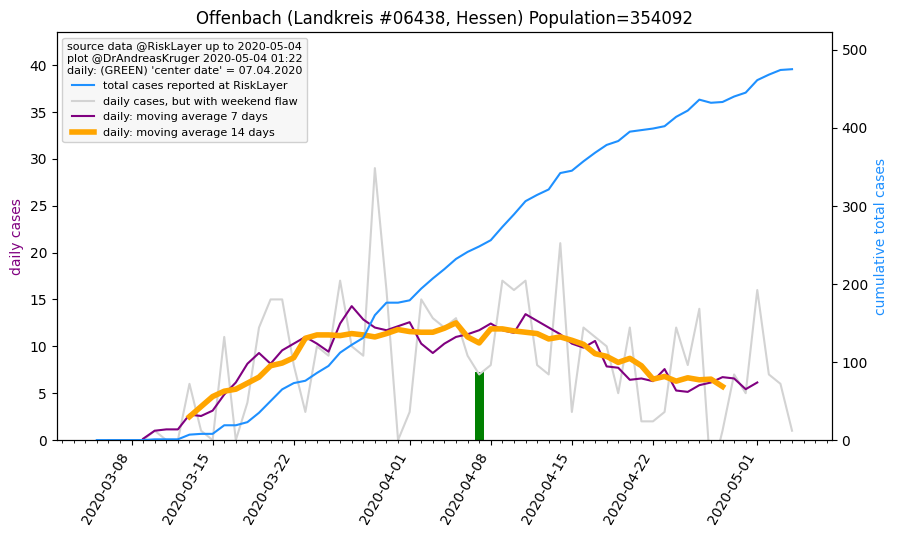 Offenbach (Landkreis #06438, Hessen) Population=354092
source data @RiskLayer up to 2020-05-04
plot @DrAndreasKruger 2020-05-04 01:22
daily: (GREEN) 'center date' = 07.04.2020
total cases reported at RiskLayer
daily cases, but with weekend flaw
daily: moving average 7 days
daily: moving average 14 days
daily cases
40
35
30
25
20
15
10
5
0
500
400
300
200
100
0
cumulative total cases
2020-03-08
2020-03-15
2020-03-22
2020-04-01
2020-04-08
2020-04-15
2020-04-22
2020-05-01